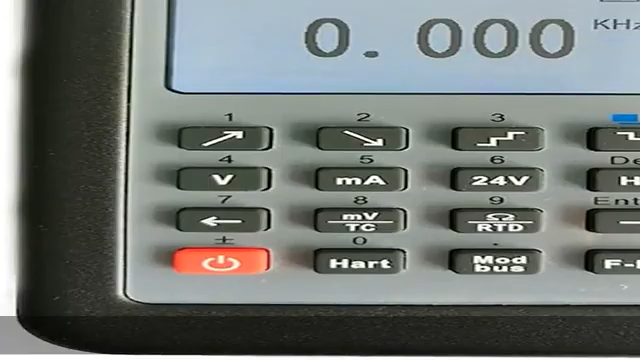 0.000 KHz
1 2 3
4 5 6
V mA 24V
7 8 9 Ent
mV
TC
Ω
RTD
± 0 .
Hart Mod
bus